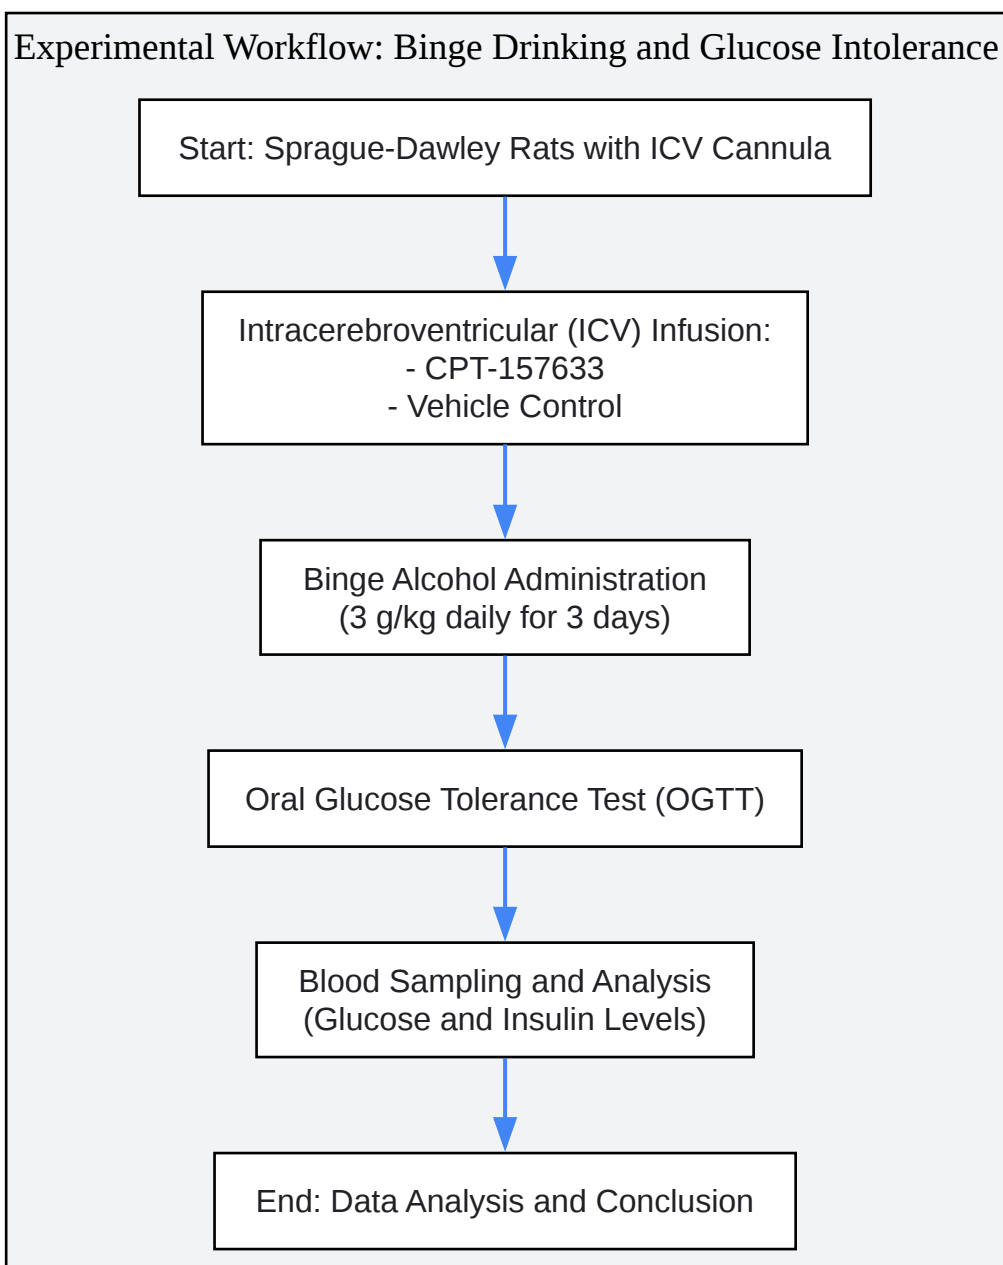 Experimental Workflow: Binge Drinking and Glucose Intolerance
Start: Sprague-Dawley Rats with ICV Cannula
Intracerebroventricular (ICV) Infusion:
- CPT-157633
- Vehicle Control
Binge Alcohol Administration
(3 g/kg daily for 3 days)
Oral Glucose Tolerance Test (OGTT)
Blood Sampling and Analysis
(Glucose and Insulin Levels)
End: Data Analysis and Conclusion